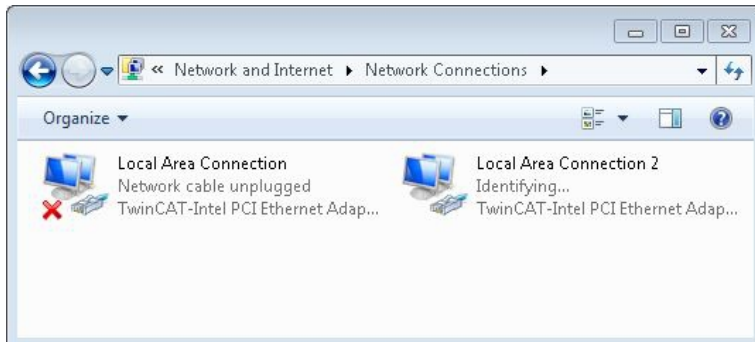 « Network and Internet ▸ Network Connections ▸
Organize
Local Area Connection
Network cable unplugged
TwinCAT-Intel PCI Ethernet Adap...
Local Area Connection 2
Identifying...
TwinCAT-Intel PCI Ethernet Adap...